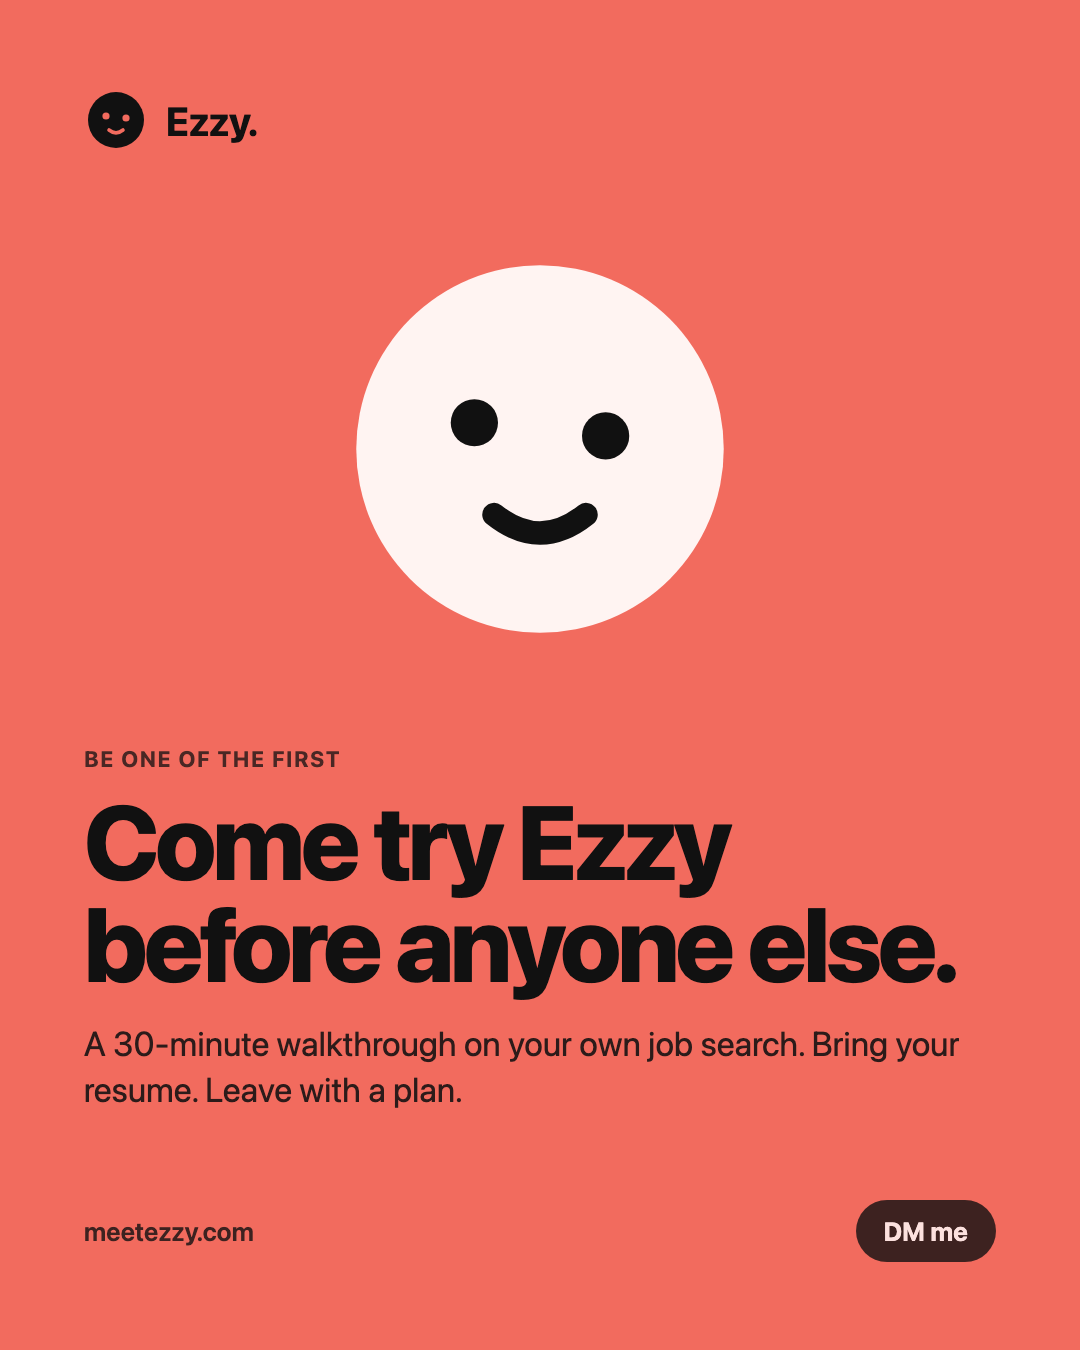 Ezzy.
BE ONE OF THE FIRST
Come try Ezzy
before anyone else.
A 30-minute walkthrough on your own job search. Bring your
resume. Leave with a plan.
meetezzy.com
DM me